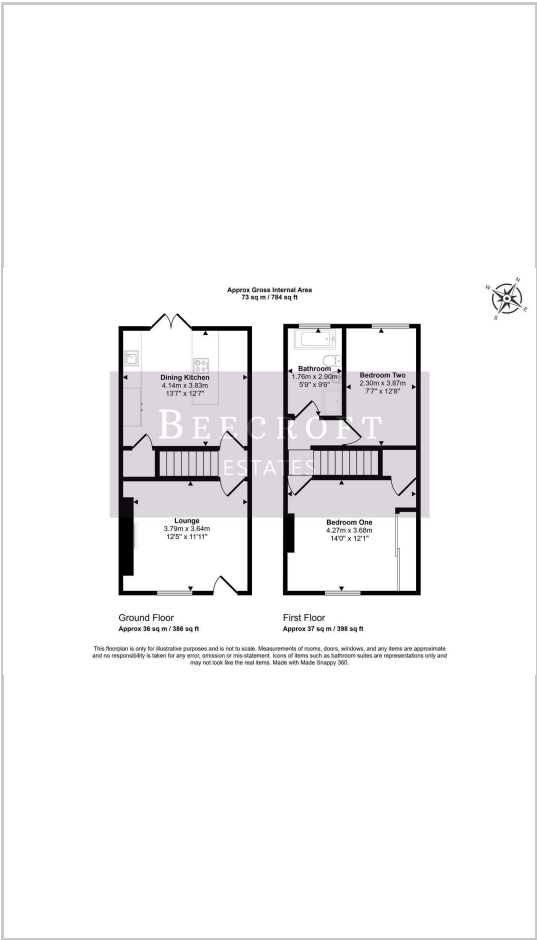 Approx Gross Internal Area
73 sq m / 784 sq ft
N
W
E
S
Dining Kitchen
4.14m x 3.83m
13'7" x 12'7"
Bathroom
1.76m x 2.90m
5'9" x 9'6"
Bedroom Two
2.30m x 3.87m
7'7" x 12'8"
BEECROFT
ESTATES
Lounge
3.79m x 3.64m
12'5" x 11'11"
Bedroom One
4.27m x 3.68m
14'0" x 12'1"
Ground Floor
Approx 36 sq m / 386 sq ft
First Floor
Approx 37 sq m / 398 sq ft
This floorplan is only for illustrative purposes and is not to scale. Measurements of rooms, doors, windows, and any items are approximate
and no responsibility is taken for any error, omission or mis-statement. Icons of items such as bathroom suites are representations only and
may not look like the real items. Made with Made Snappy 360.